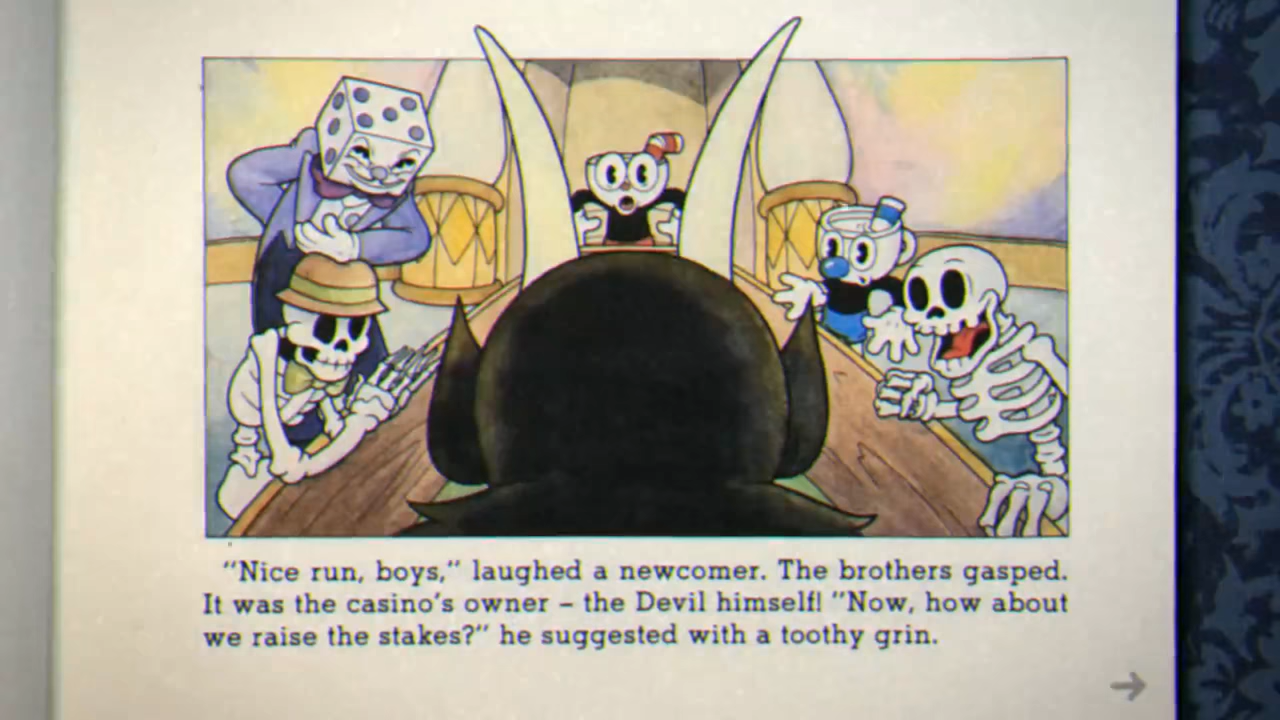 “Nice run, boys,“ laughed a newcomer. The brothers gasped.
It was the casino’s owner – the Devil himself! “Now, how about
we raise the stakes?” he suggested with a toothy grin.